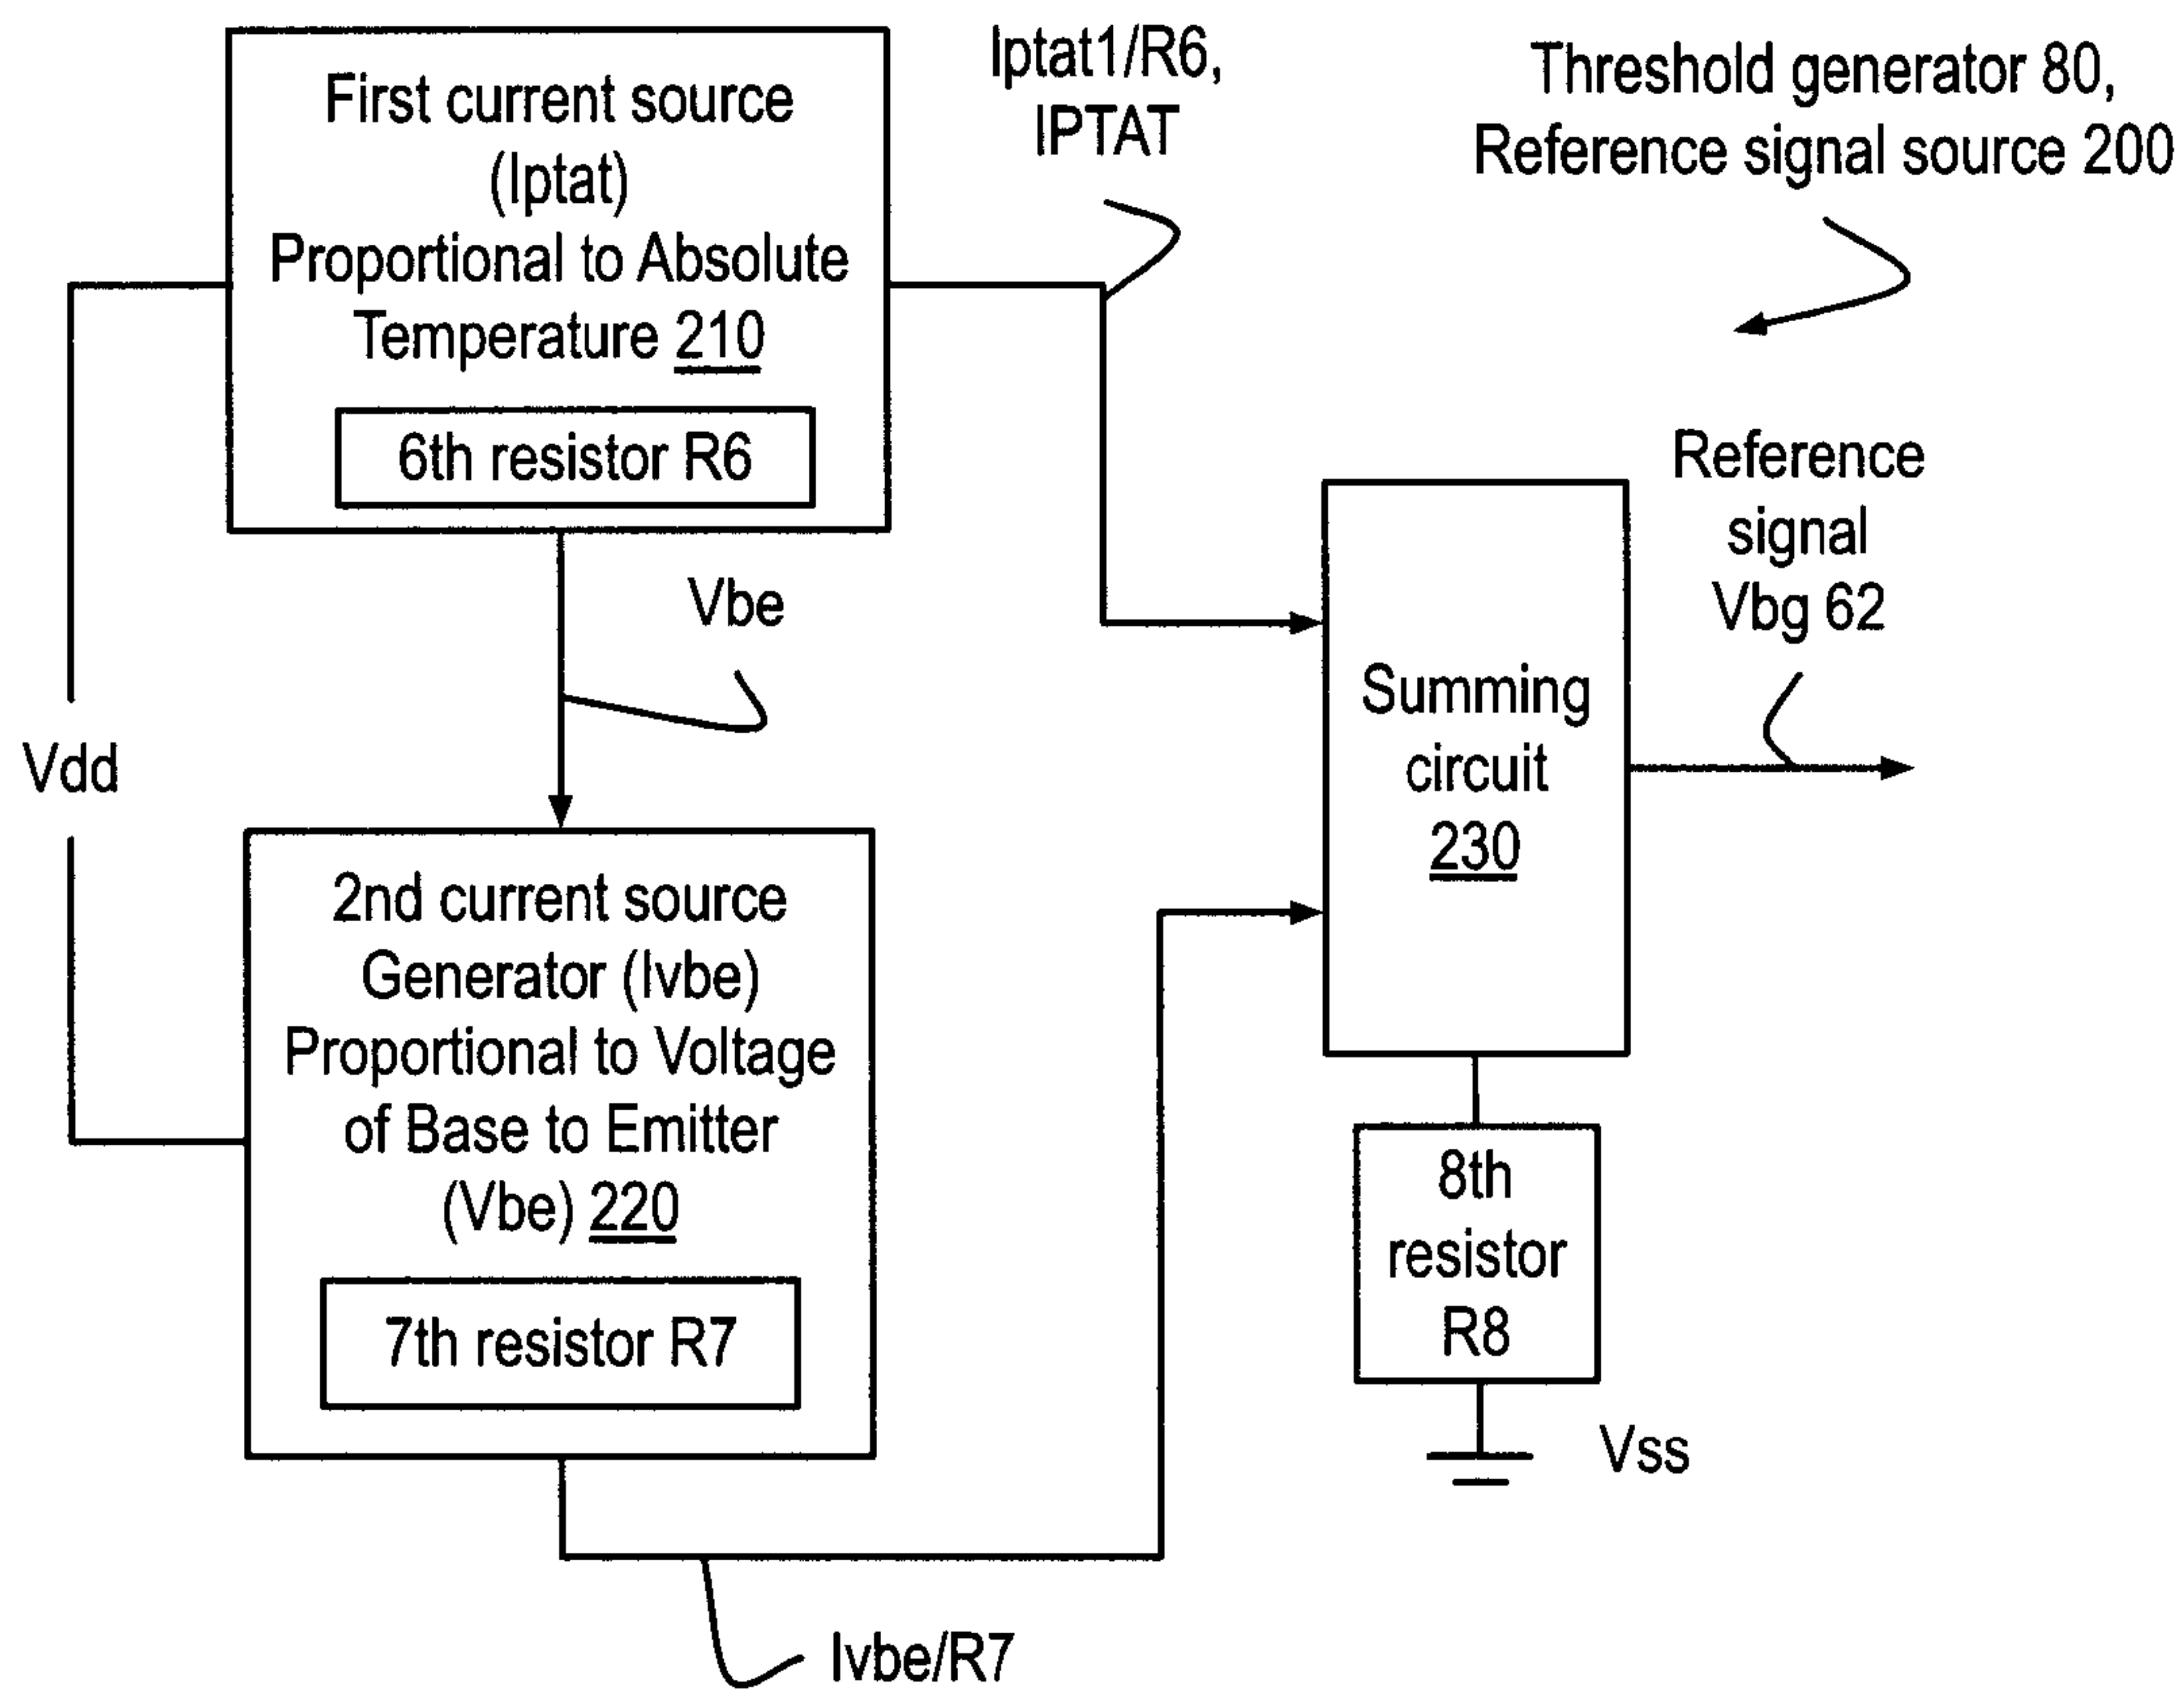 First current source
(Iptat)
Proportional to Absolute
Temperature 210
6th resistor R6
Iptat1/R6,
IPTAT
Threshold generator 80,
Reference signal source 200
Vbe
Vdd
Reference
signal
Vbg 62
Summing
circuit
230
2nd current source
Generator (Ivbe)
Proportional to Voltage
of Base to Emitter
(Vbe) 220
7th resistor R7
8th
resistor
R8
Vss
Ivbe/R7